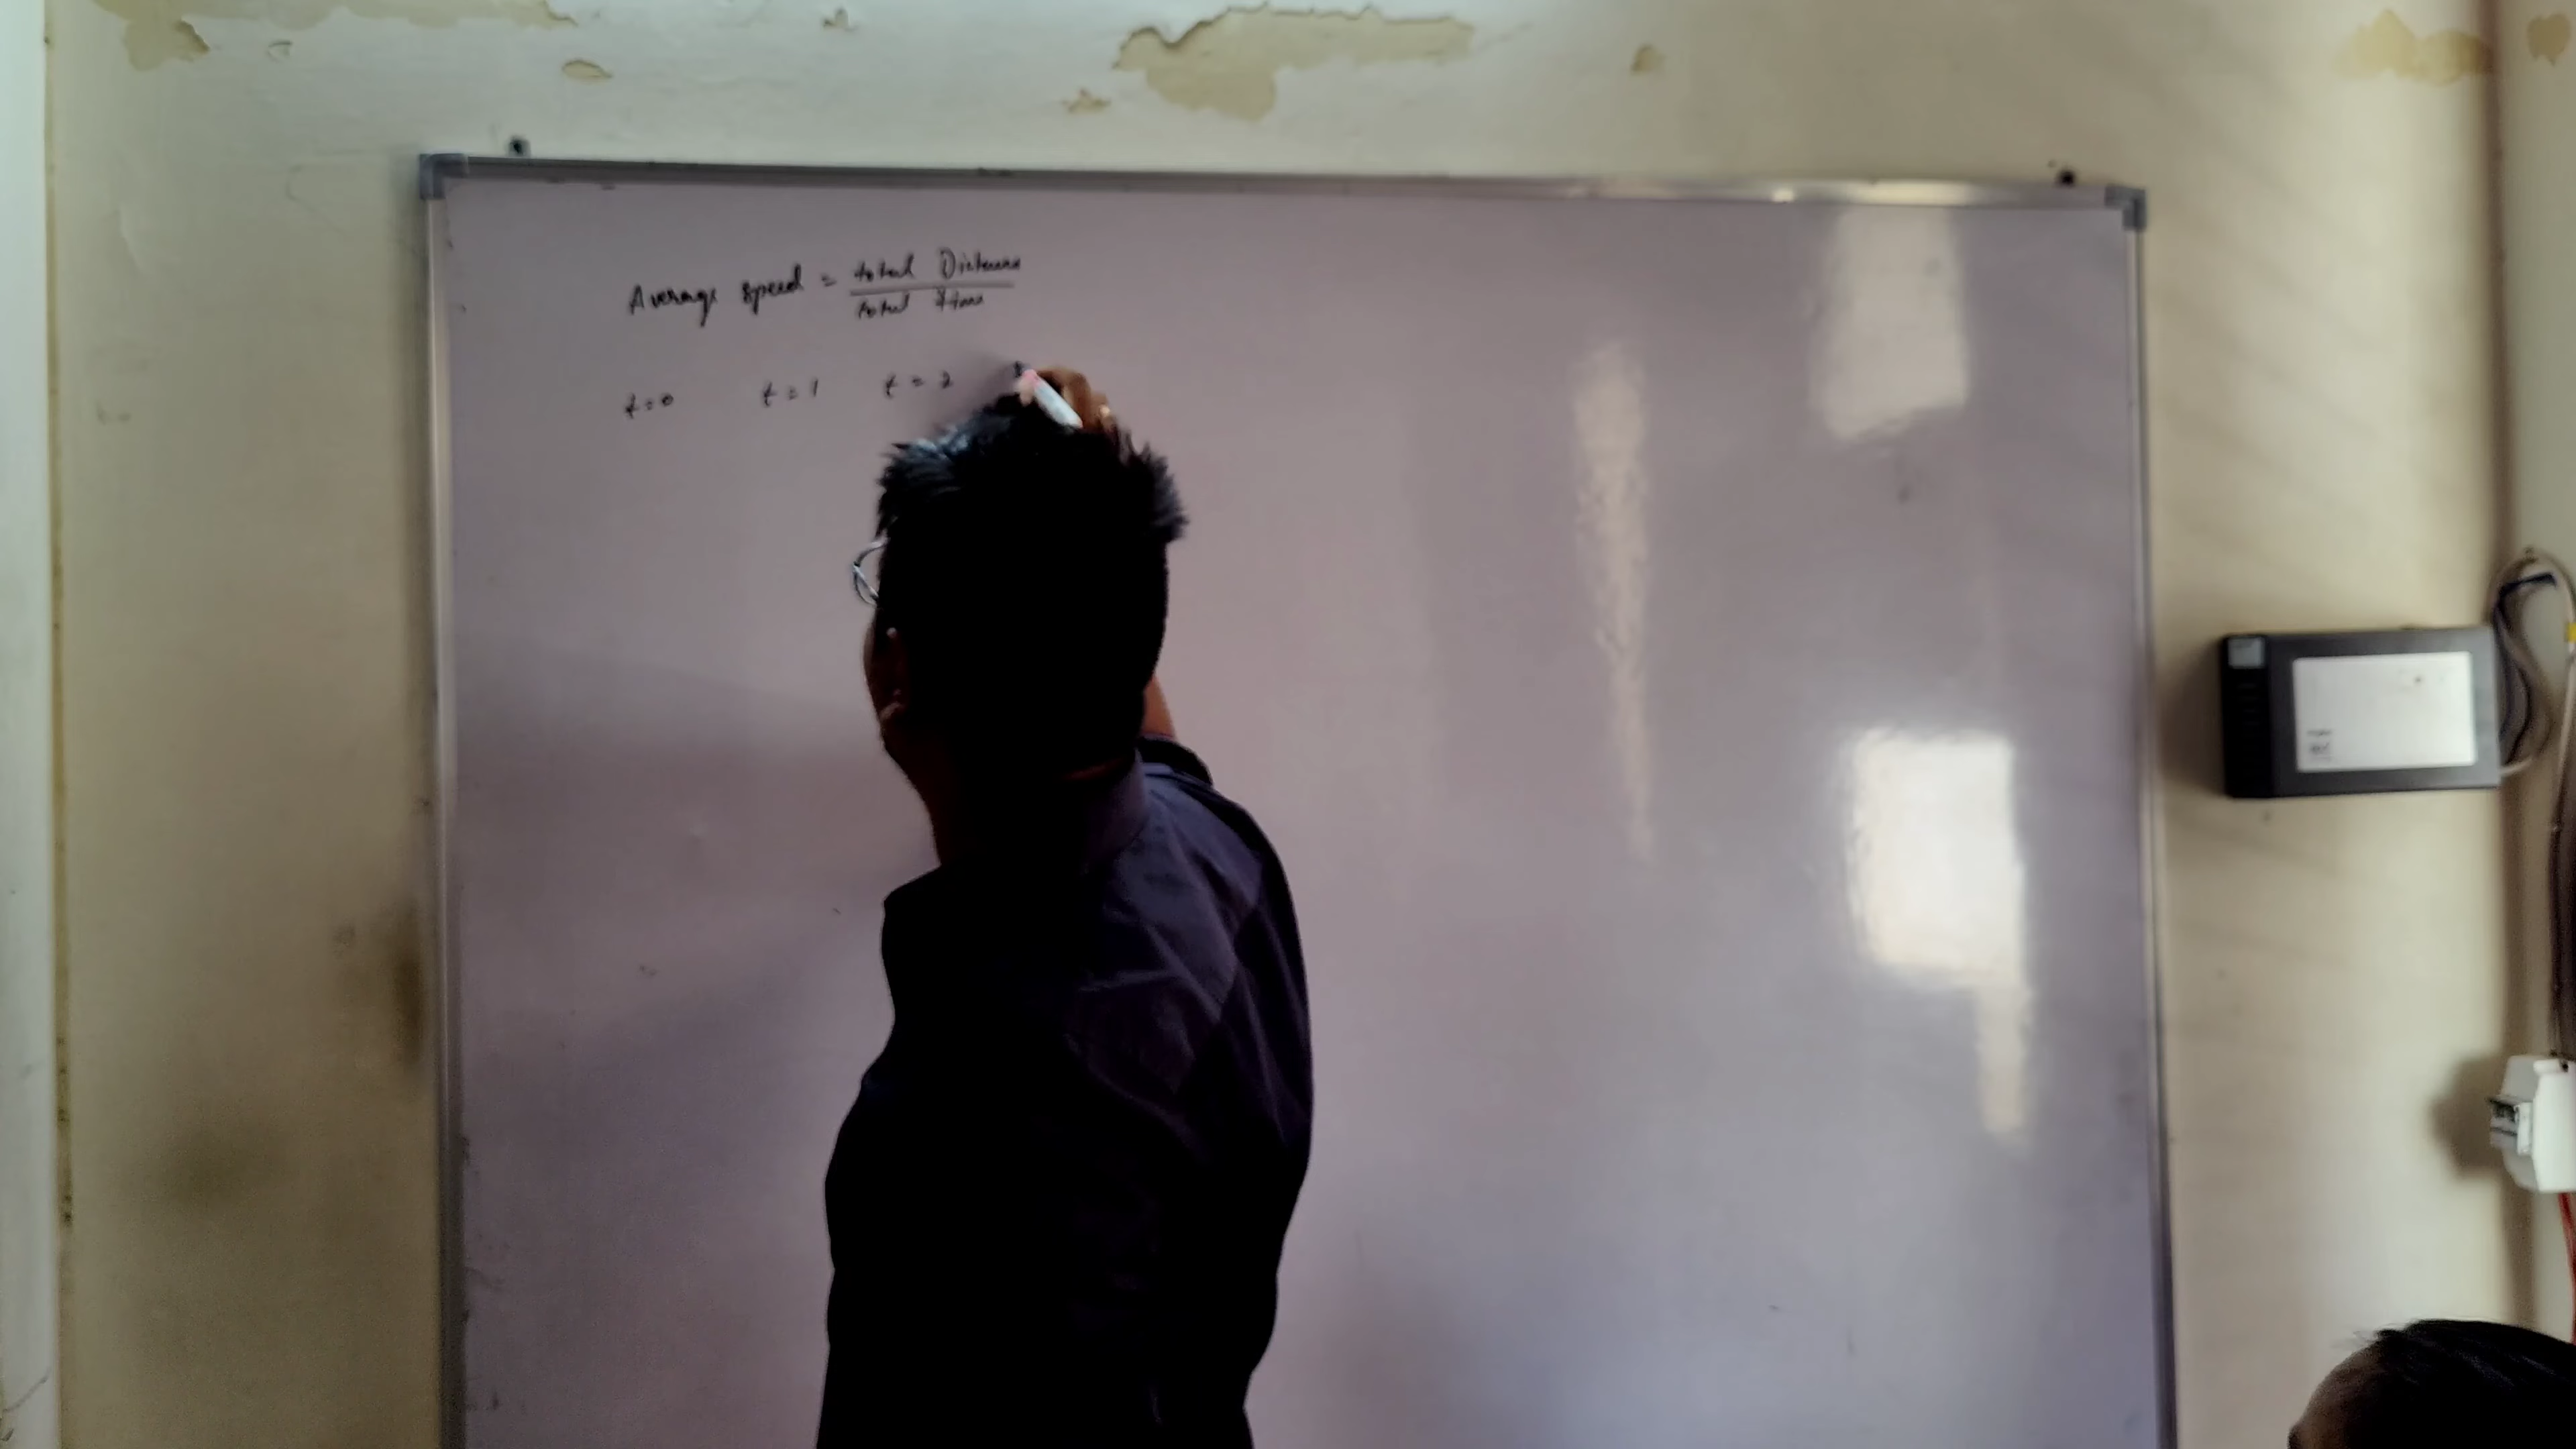 Average speed = total Distance / total time
t=0 t=1 t=2